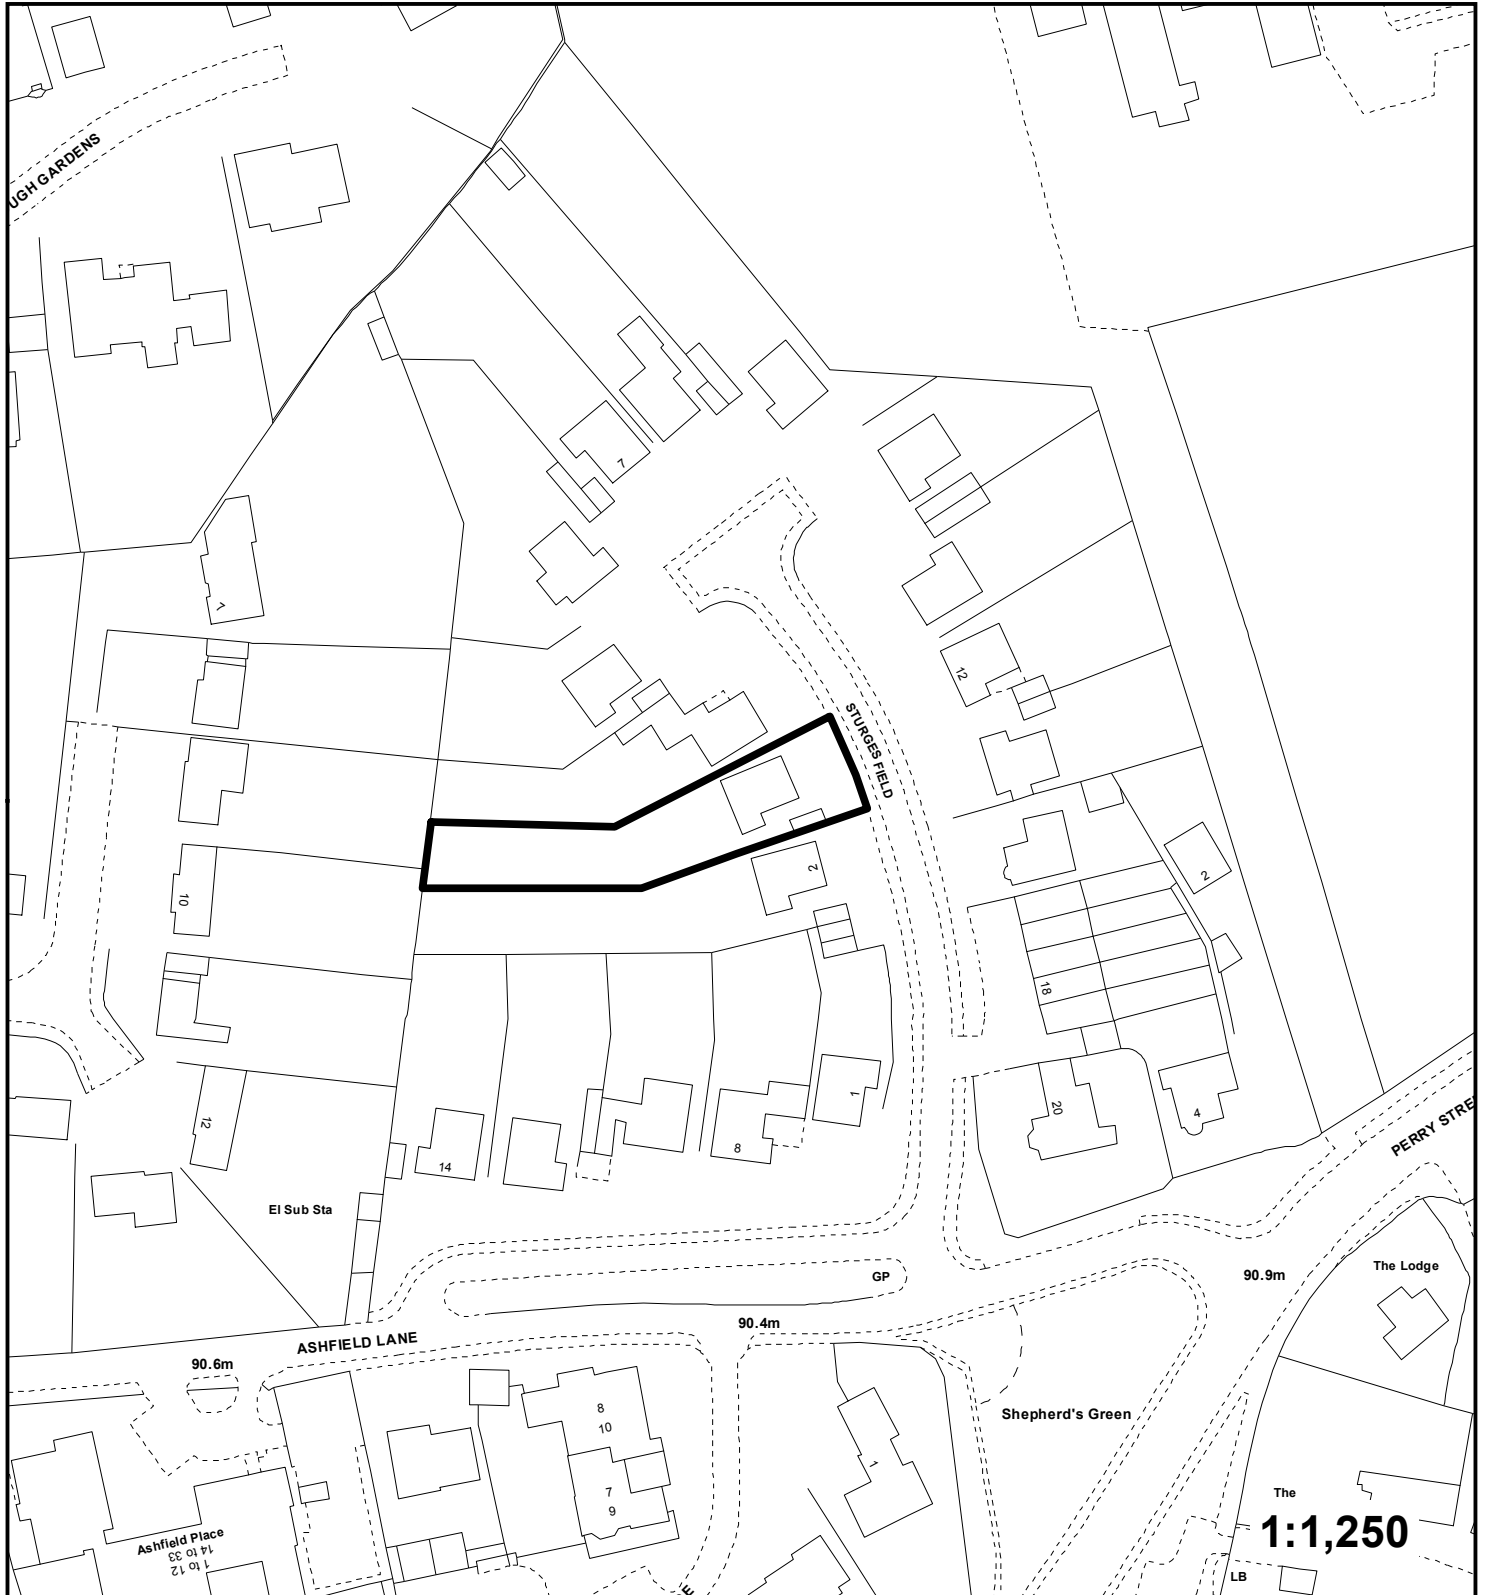 UGH GARDENS
7
7
12
STURGES FIELD
2
2
10
18
1
20
4
12
8
14
PERRY STRE
El Sub Sta
The Lodge
GP
90.9m
90.4m
ASHFIELD LANE
90.6m
8
10
Shepherd's Green
1
7
9
The
1:1,250
Ashfield Place
14 to 33
1 to 12
LB
E